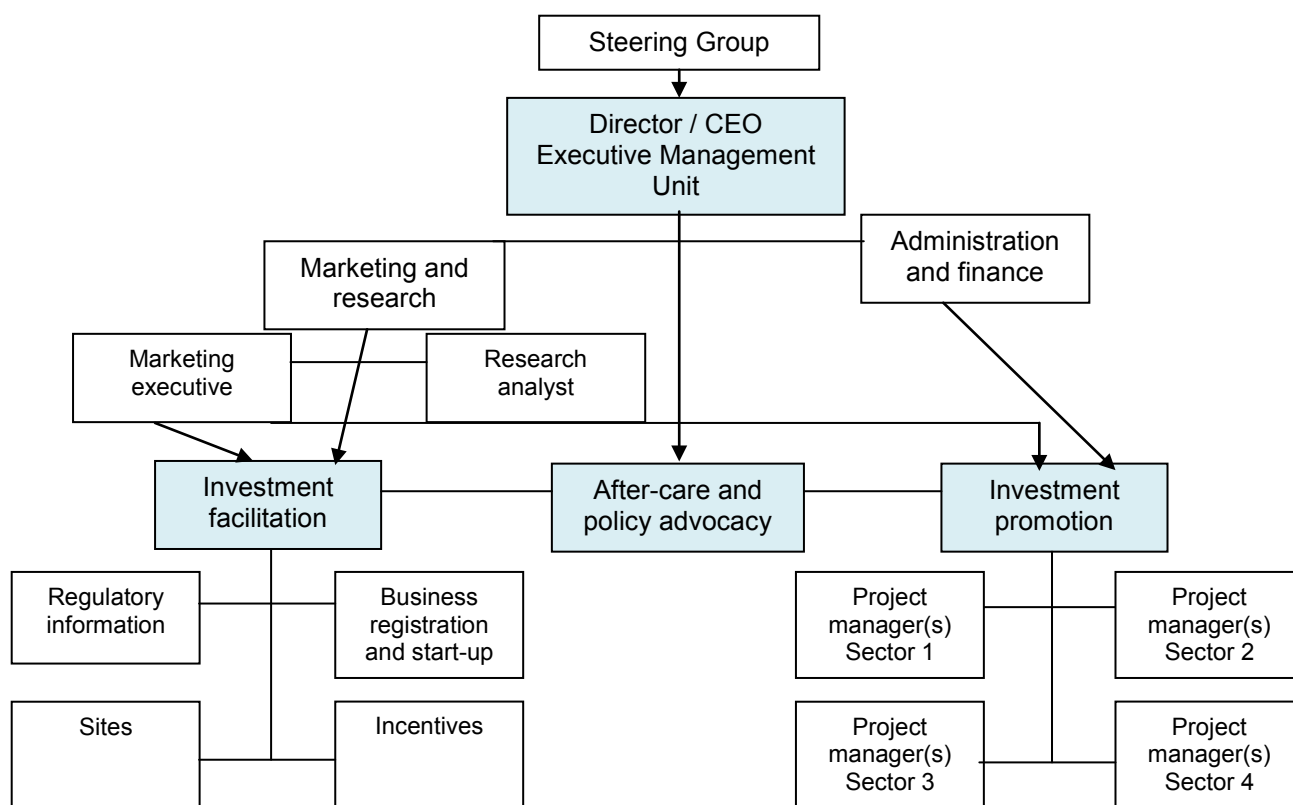 Steering Group
Director / CEO
Executive Management
Unit
Administration
and finance
Marketing and
research
Marketing
executive
Research
analyst
Investment
facilitation
After-care and
policy advocacy
Investment
promotion
Regulatory
information
Business
registration
and start-up
Project
manager(s)
Sector 1
Project
manager(s)
Sector 2
Sites
Incentives
Project
manager(s)
Sector 3
Project
manager(s)
Sector 4